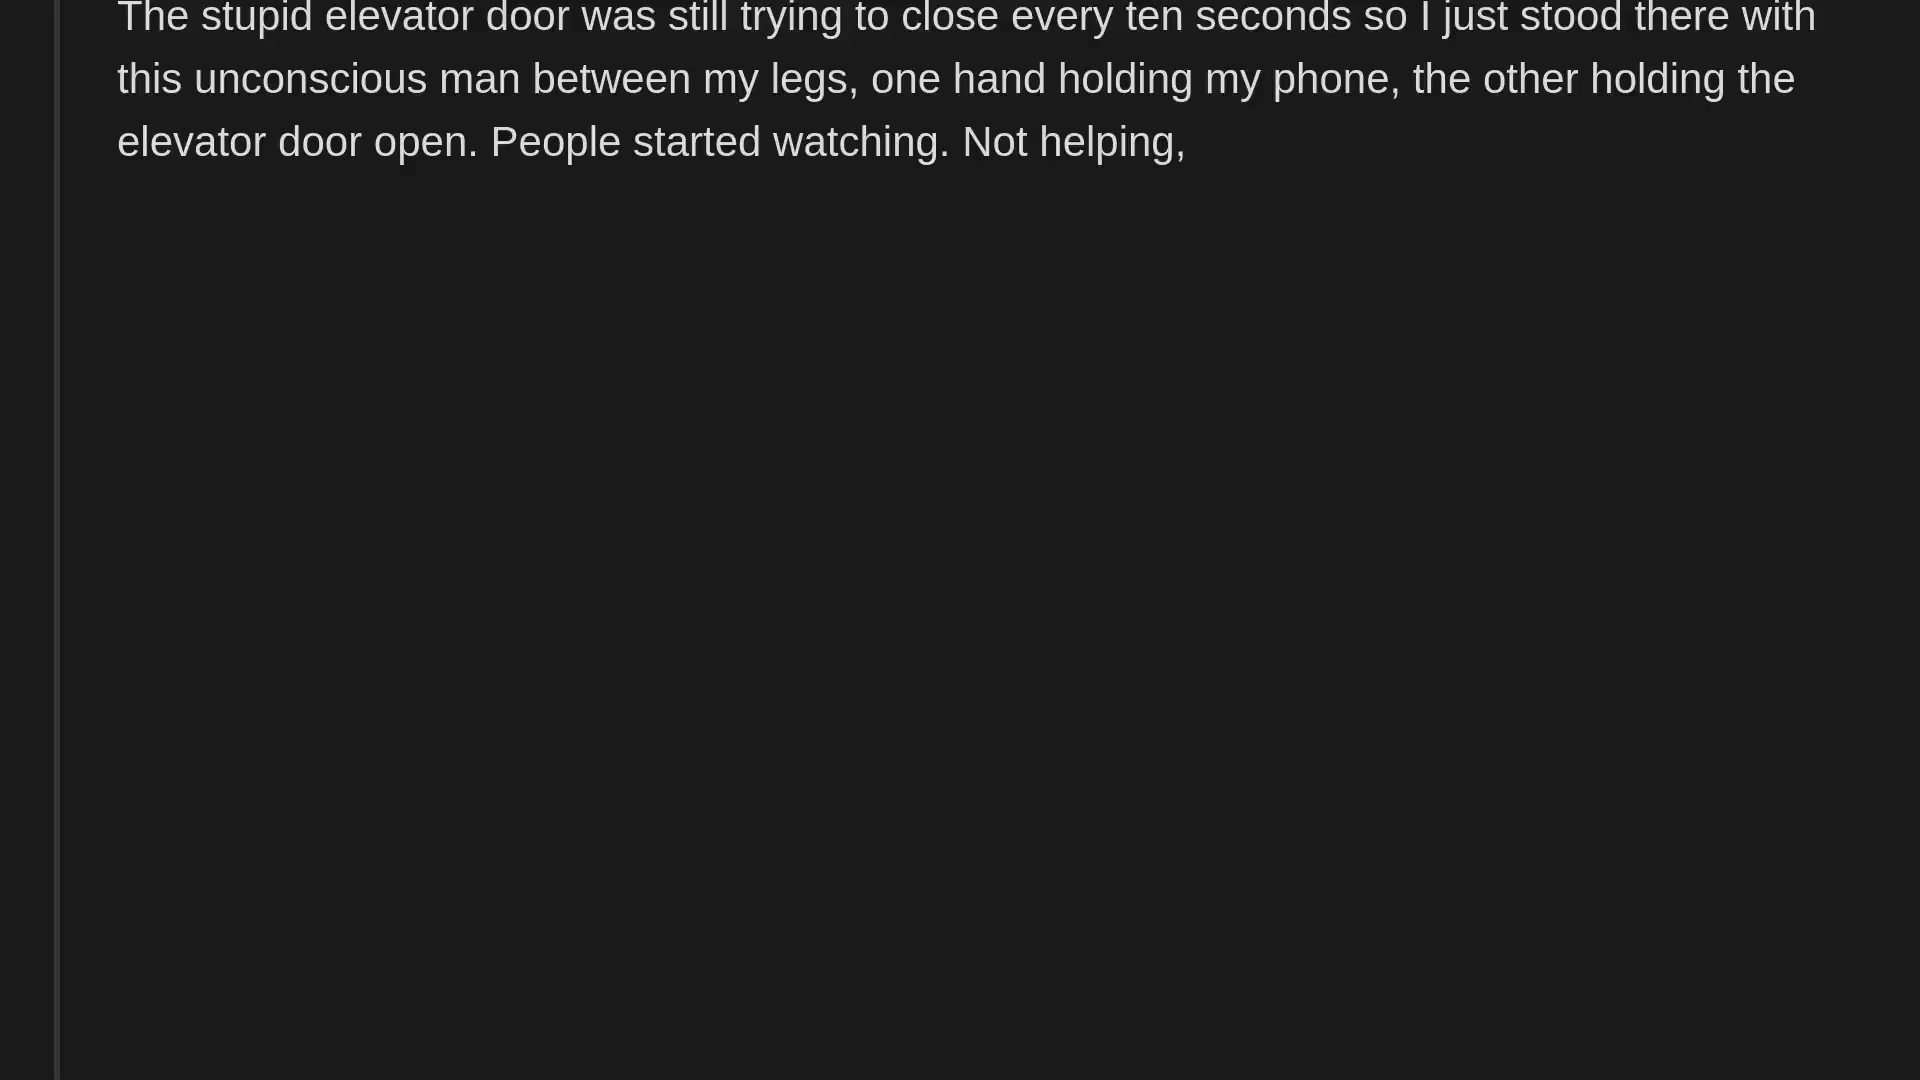 The stupid elevator door was still trying to close every ten seconds so I just stood there with
this unconscious man between my legs, one hand holding my phone, the other holding the
elevator door open. People started watching. Not helping,